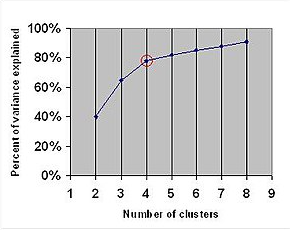 Percent of variance explained
100%
80%
60%
40%
20%
0%
1 2 3 4 5 6 7 8 9
Number of clusters